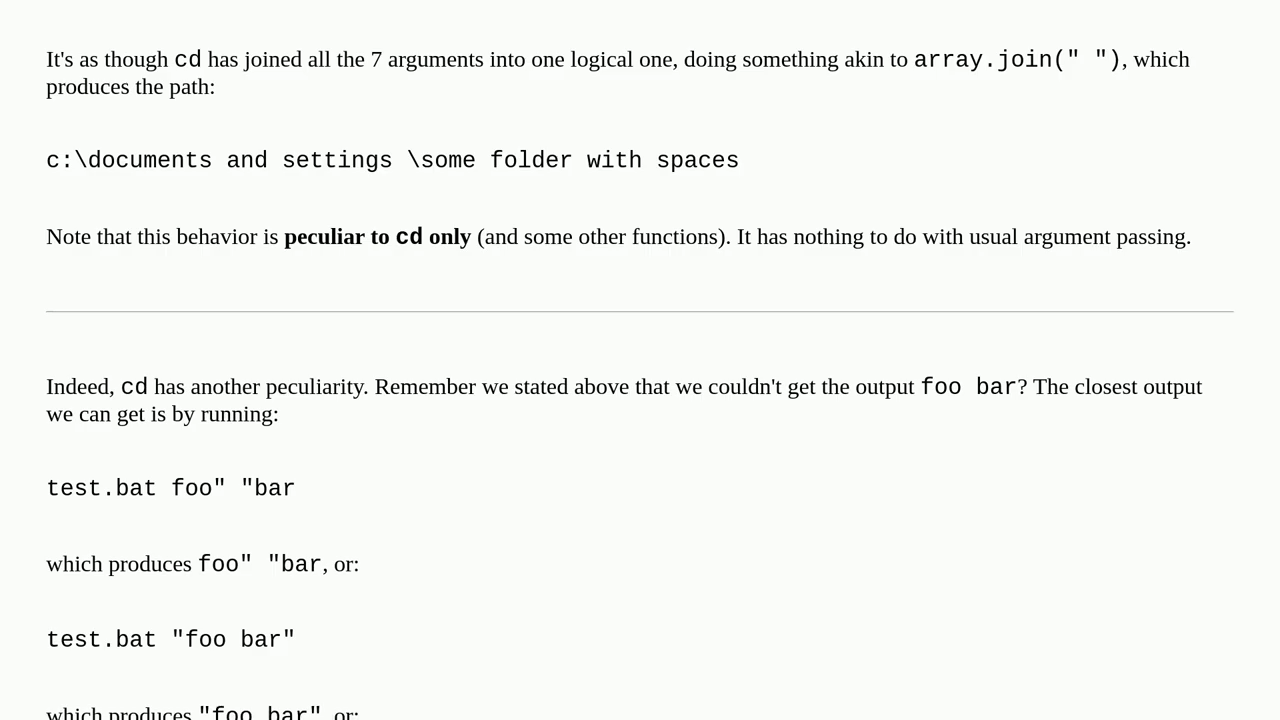 It's as though cd has joined all the 7 arguments into one logical one, doing something akin to array.join(" "), which
produces the path:
c:\documents and settings \some folder with spaces
Note that this behavior is peculiar to cd only (and some other functions). It has nothing to do with usual argument passing.
Indeed, cd has another peculiarity. Remember we stated above that we couldn't get the output foo bar? The closest output
we can get is by running:
test.bat foo" "bar
which produces foo" "bar, or:
test.bat "foo bar"
which produces "foo bar", or: